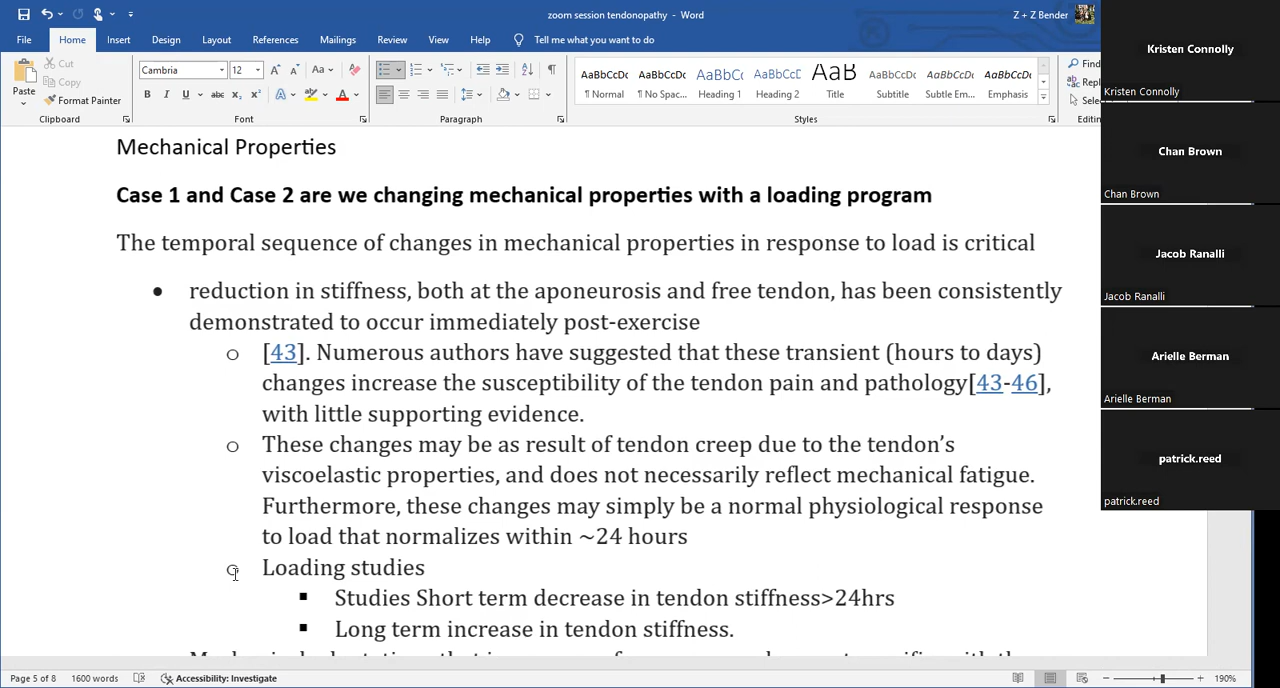 zoom session tendonopathy - Word
Z + Z Bender
File Home Insert Design Layout References Mailings Review View Help Tell me what you want to do
Paste
Cut
Copy
Format Painter
Clipboard
Cambria 12
Font
Paragraph
AaBbCcDc AaBbCcDc AaBbCc AaBbCcD AaB AaBbCcD AaBbCcDc AaBbCcDc
¶ Normal ¶ No Spac... Heading 1 Heading 2 Title Subtitle Subtle Em... Emphasis
Styles
Mechanical Properties
Case 1 and Case 2 are we changing mechanical properties with a loading program
The temporal sequence of changes in mechanical properties in response to load is critical
• reduction in stiffness, both at the aponeurosis and free tendon, has been consistently
demonstrated to occur immediately post-exercise
o [43]. Numerous authors have suggested that these transient (hours to days)
changes increase the susceptibility of the tendon pain and pathology[43-46],
with little supporting evidence.
o These changes may be as result of tendon creep due to the tendon's
viscoelastic properties, and does not necessarily reflect mechanical fatigue.
Furthermore, these changes may simply be a normal physiological response
to load that normalizes within ~24 hours
o Loading studies
▪ Studies Short term decrease in tendon stiffness>24hrs
▪ Long term increase in tendon stiffness.
Page 5 of 8 1600 words Accessibility: Investigate 190%
Kristen Connolly
Kristen Connolly
Chan Brown
Chan Brown
Jacob Ranalli
Jacob Ranalli
Arielle Berman
Arielle Berman
patrick.reed
patrick.reed